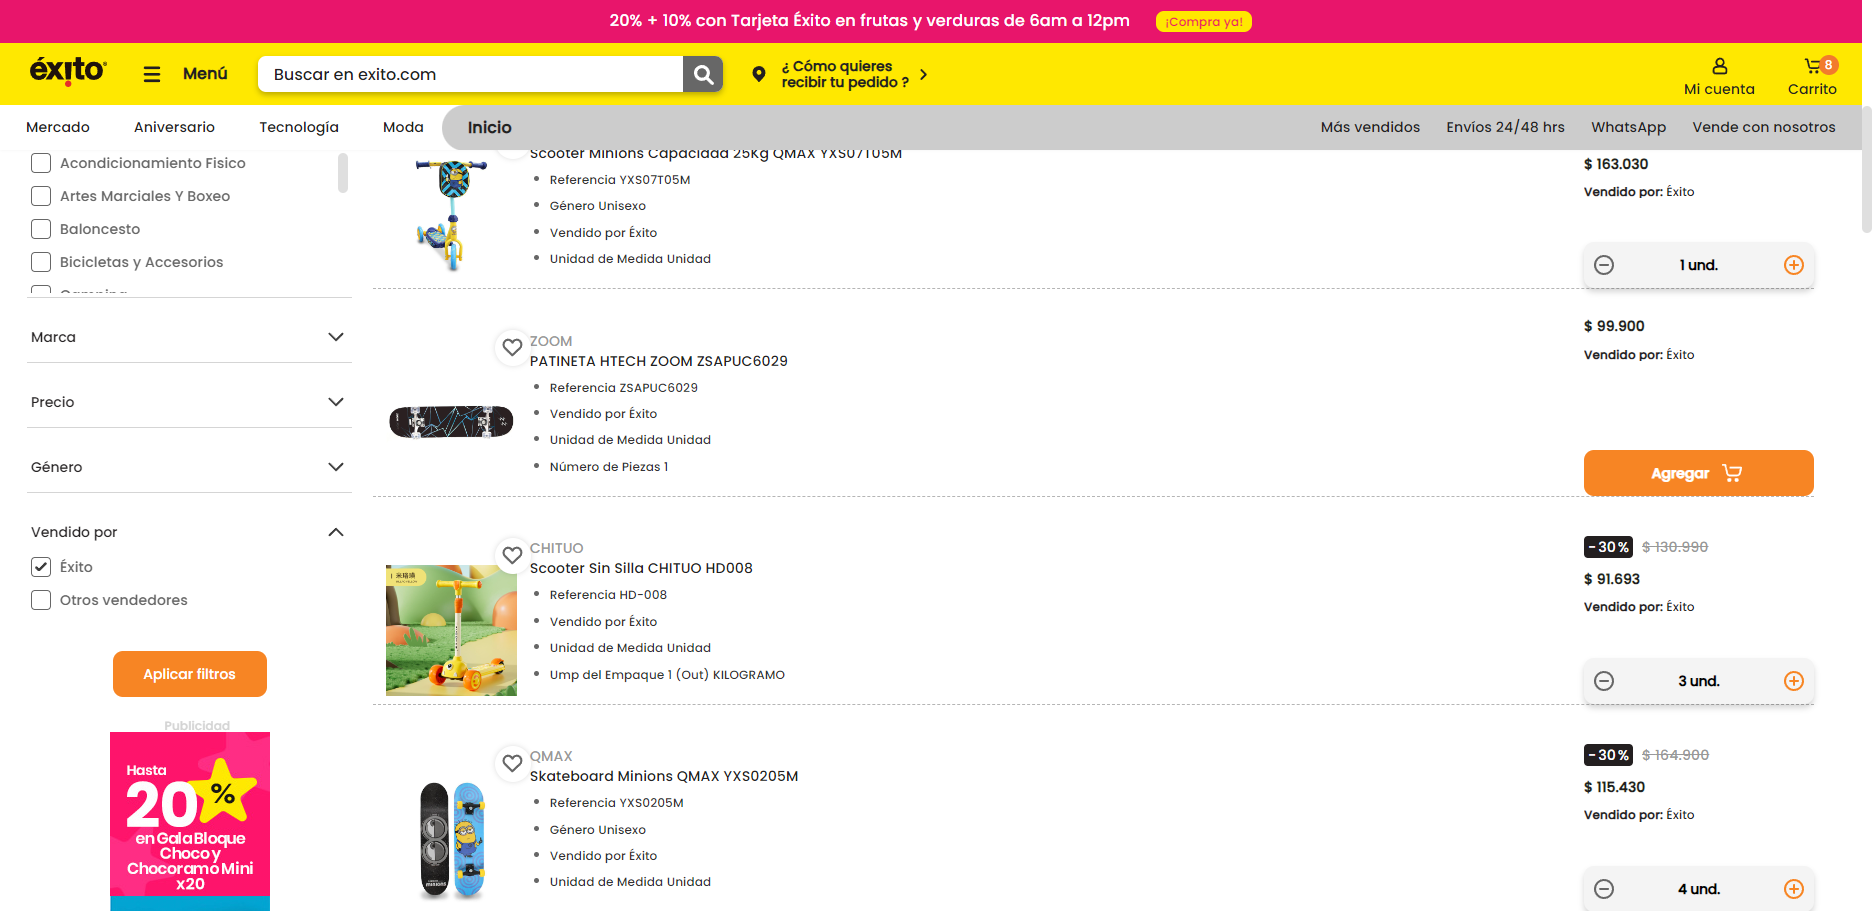 20% + 10% con Tarjeta Éxito en frutas y verduras de 6am a 12pm ¡Compra ya!
éxito Menú Buscar en exito.com ¿ Cómo quieres recibir tu pedido ? Mi cuenta 8 Carrito
Mercado Aniversario Tecnología Moda Inicio Más vendidos Envíos 24/48 hrs WhatsApp Vende con nosotros
Acondicionamiento Fisico
Artes Marciales Y Boxeo
Baloncesto
Bicicletas y Accesorios
Camping
Marca
Precio
Género
Vendido por
Éxito
Otros vendedores
Aplicar filtros
Publicidad
Hasta
20%
en Gala Bloque
Choco y
Chocoramo Mini
x20
Scooter Minions Capacidad 25Kg QMAX YXS07T05M
Referencia YXS07T05M
Género Unisexo
Vendido por Éxito
Unidad de Medida Unidad
$ 163.030
Vendido por: Éxito
1 und.
ZOOM
PATINETA HTECH ZOOM ZSAPUC6029
Referencia ZSAPUC6029
Vendido por Éxito
Unidad de Medida Unidad
Número de Piezas 1
$ 99.900
Vendido por: Éxito
Agregar
CHITUO
Scooter Sin Silla CHITUO HD008
Referencia HD-008
Vendido por Éxito
Unidad de Medida Unidad
Ump del Empaque 1 (Out) KILOGRAMO
-30% $ 130.990
$ 91.693
Vendido por: Éxito
3 und.
QMAX
Skateboard Minions QMAX YXS0205M
Referencia YXS0205M
Género Unisexo
Vendido por Éxito
Unidad de Medida Unidad
-30% $ 164.900
$ 115.430
Vendido por: Éxito
4 und.